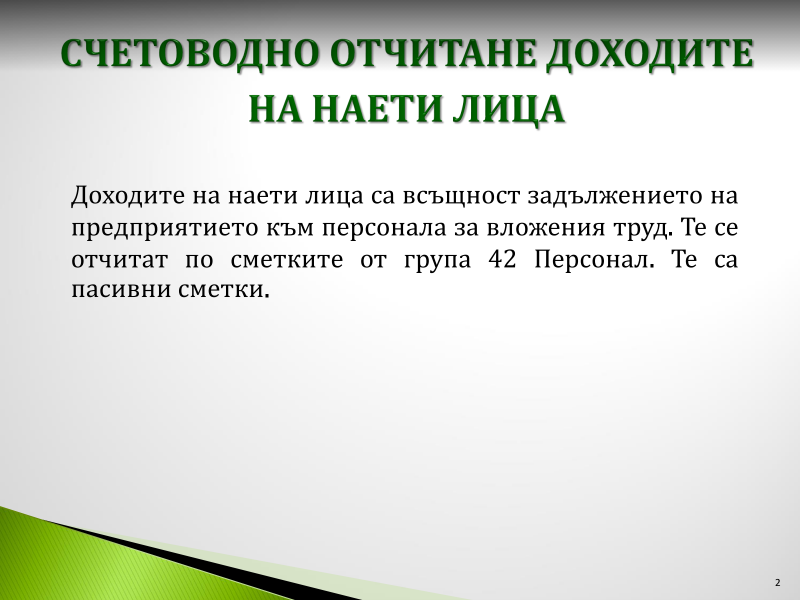 СЧЕТОВОДНО ОТЧИТАНЕ ДОХОДИТЕ
НА НАЕТИ ЛИЦА
Доходите на наети лица са всъщност задължението на
предприятието към персонала за вложения труд. Те се
отчитат по сметките от група 42 Персонал. Те са
пасивни сметки.
2